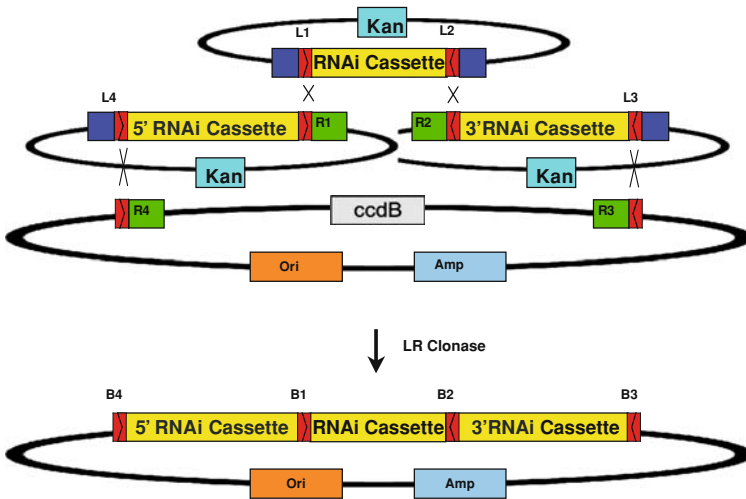 Kan
L1
L2
RNAi Cassette
L4
L3
5’ RNAi Cassette
R1
R2
3’RNAi Cassette
Kan
Kan
R4
ccdB
R3
Ori
Amp
LR Clonase
B4
B1
B2
B3
5’ RNAi Cassette
RNAi Cassette
3’RNAi Cassette
Ori
Amp